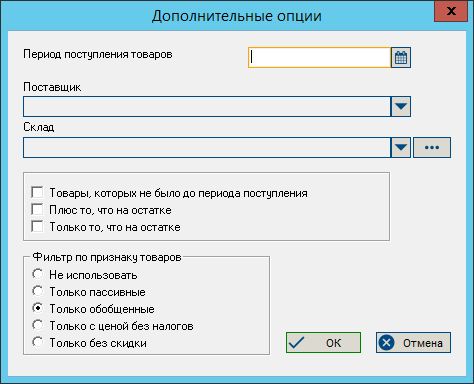 Дополнительные опции
Период поступления товаров
Поставщик
Склад
Товары, которых не было до периода поступления
Плюс то, что на остатке
Только то, что на остатке
Фильтр по признаку товаров
Не использовать
Только пассивные
Только обобщенные
Только с ценой без налогов
Только без скидки
OK
Отмена